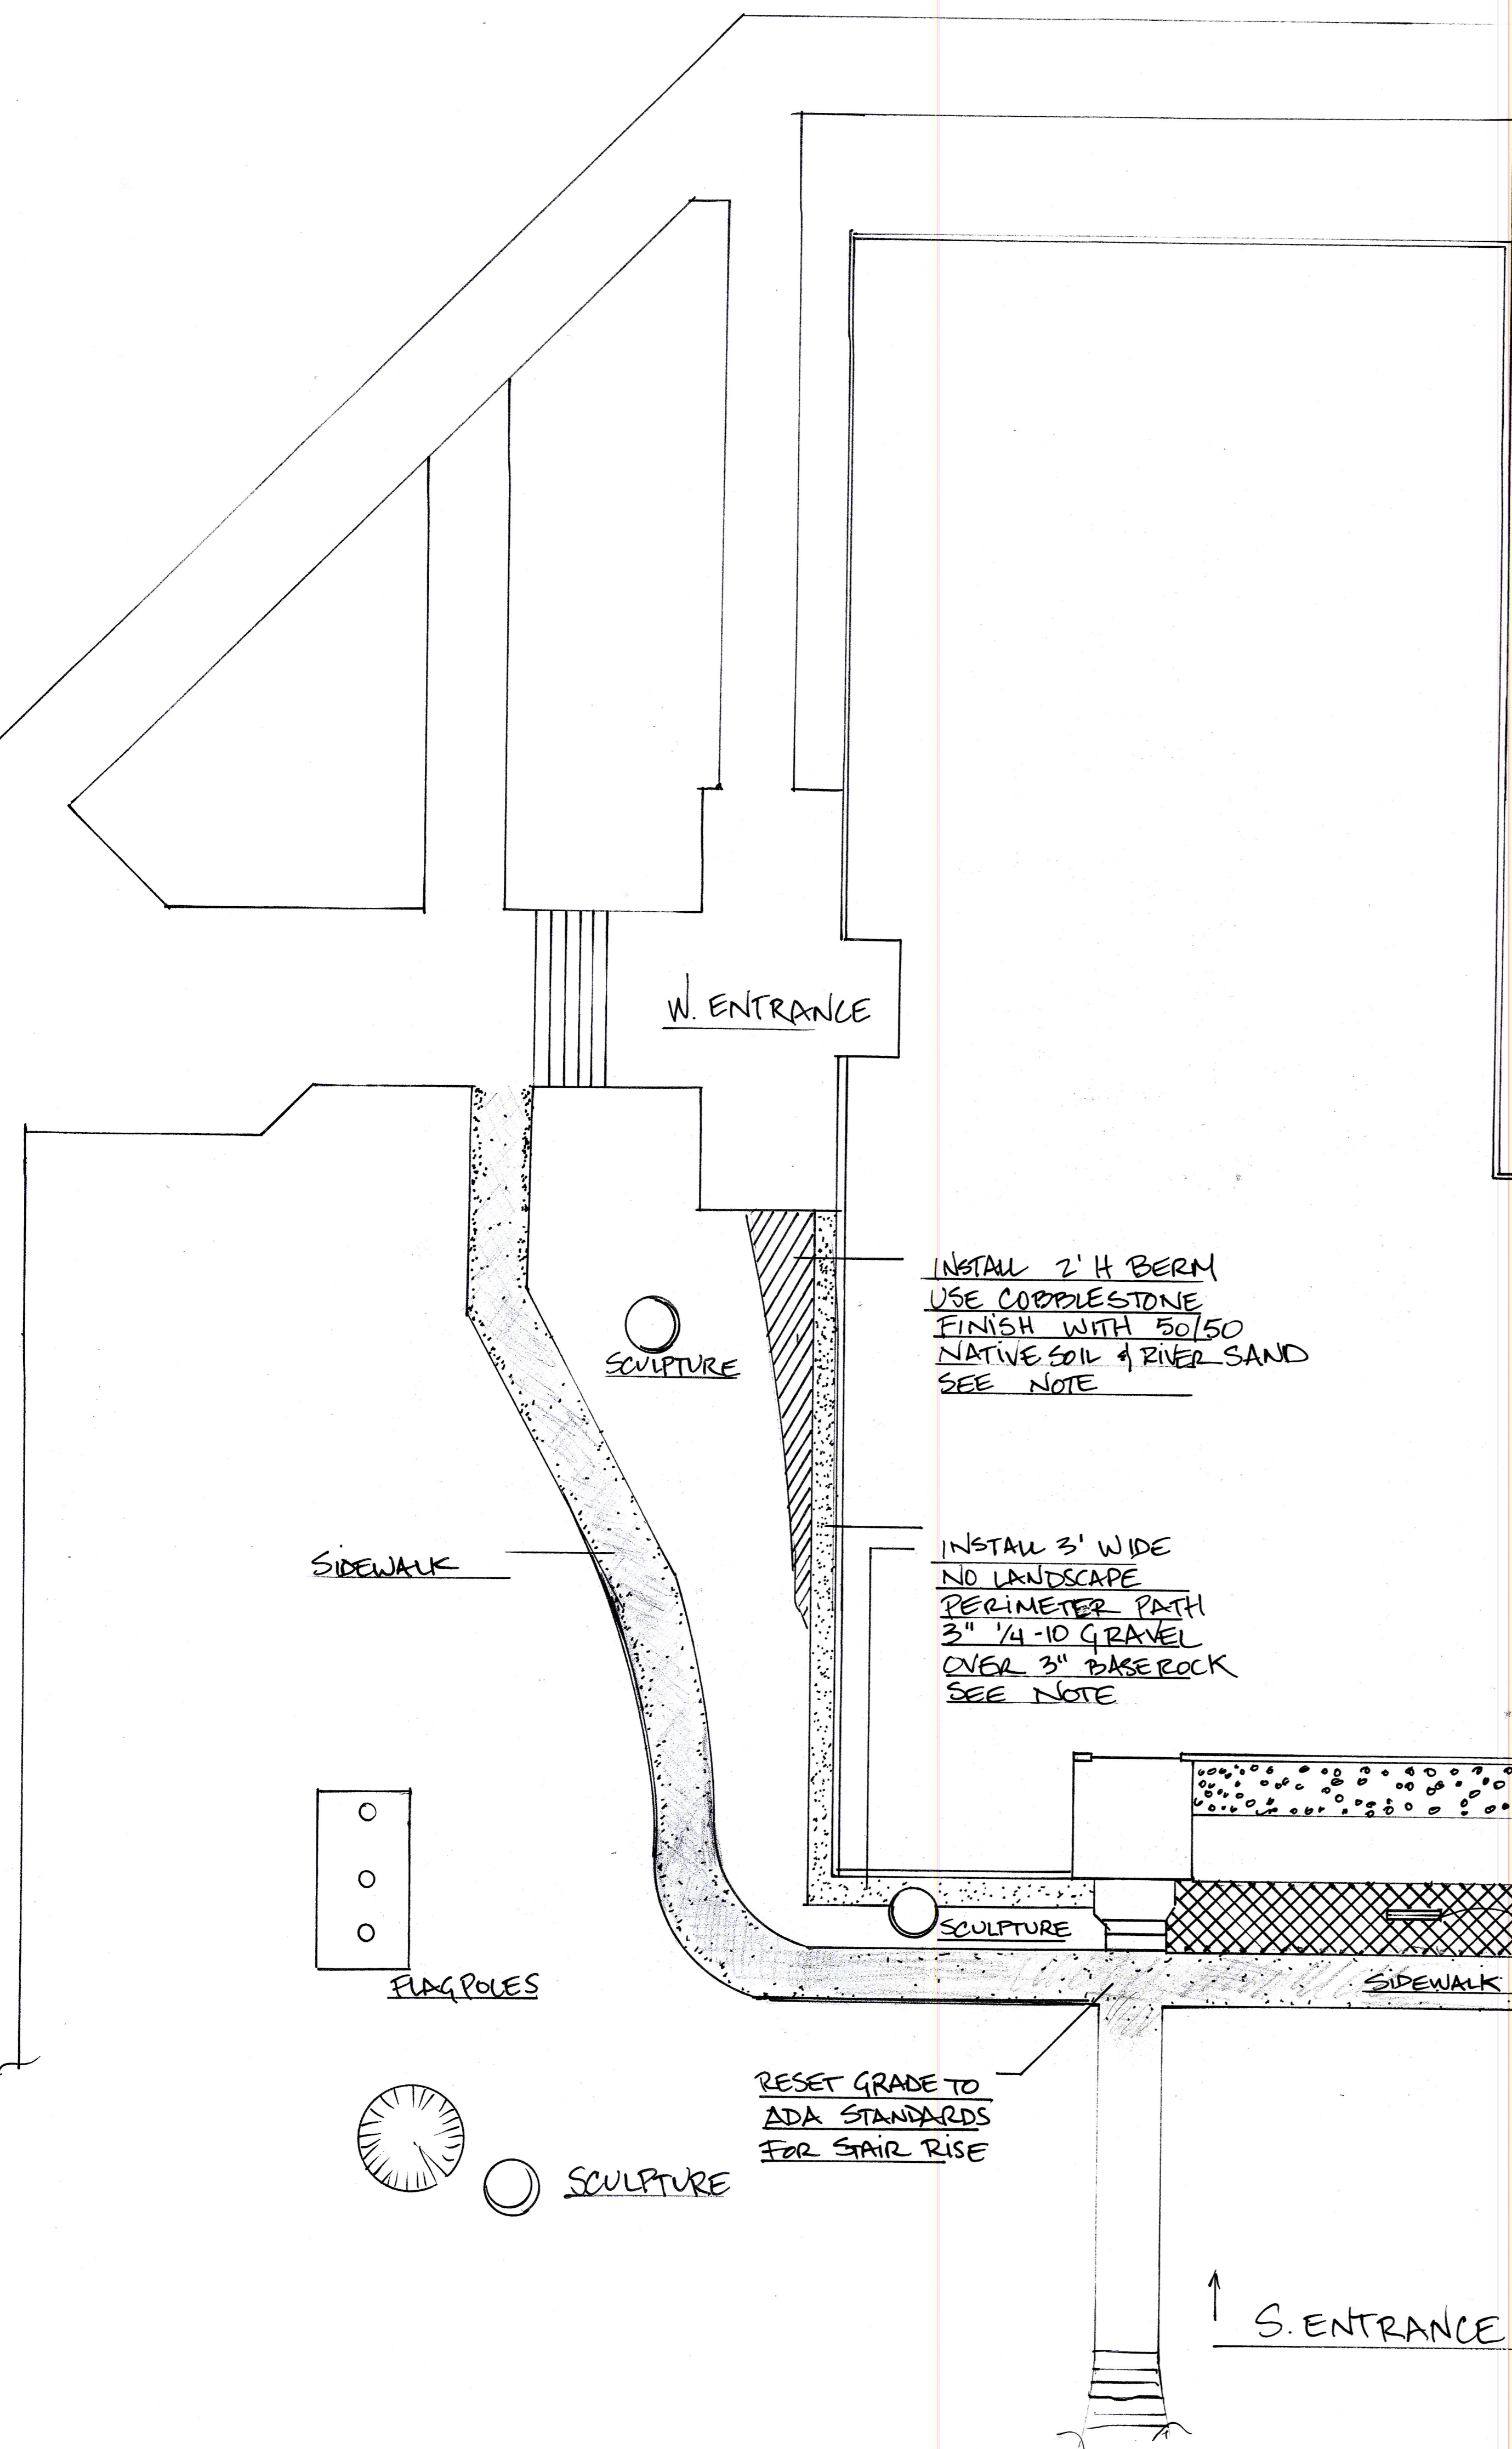 W. ENTRANCE
INSTALL 2' H BERM
USE COBBLESTONE
FINISH WITH 50/50
NATIVE SOIL & RIVER SAND
SEE NOTE
SCULPTURE
INSTALL 3' WIDE
NO LANDSCAPE
PERIMETER PATH
3" 1/4-10 GRAVEL
OVER 3" BASEROCK
SEE NOTE
SIDEWALK
SCULPTURE
FLAGPOLES
SIDEWALK
RESET GRADE TO
ADA STANDARDS
FOR STAIR RISE
SCULPTURE
S. ENTRANCE